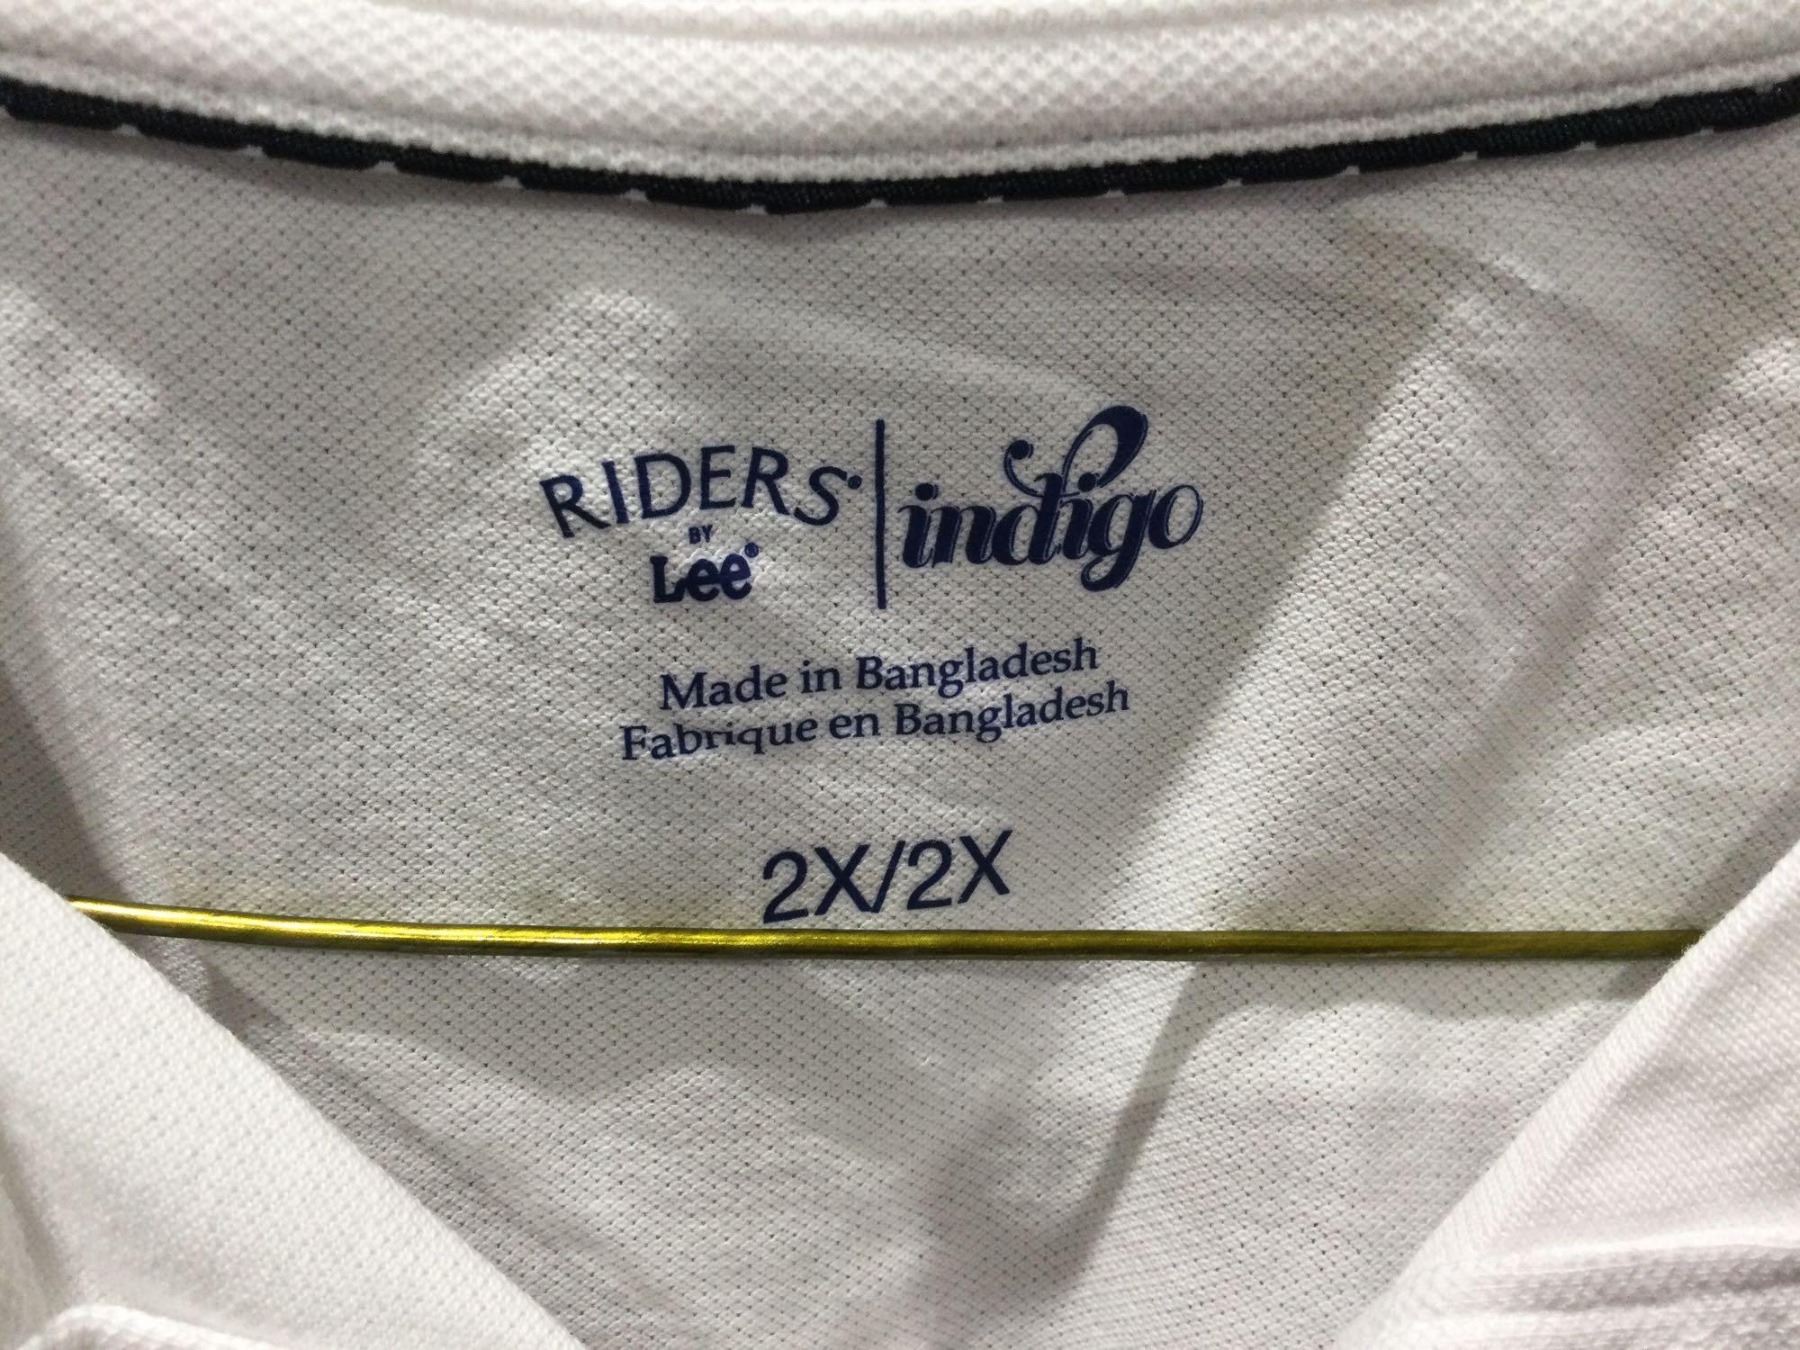 RIDERS indigo
BY
Lee®
Made in Bangladesh
Fabrique en Bangladesh
2X/2X